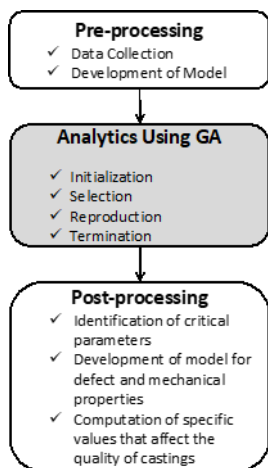 Pre-processing
✓ Data Collection
✓ Development of Model
Analytics Using GA
✓ Initialization
✓ Selection
✓ Reproduction
✓ Termination
Post-processing
✓ Identification of critical
parameters
✓ Development of model for
defect and mechanical
properties
✓ Computation of specific
values that affect the
quality of castings